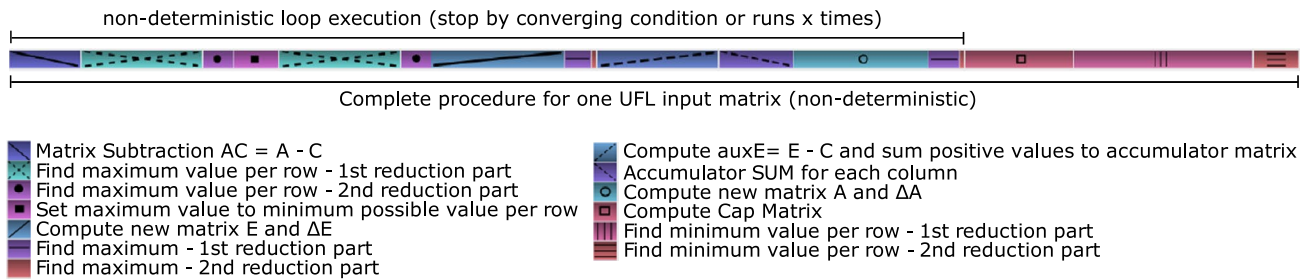 non-deterministic loop execution (stop by converging condition or runs x times)
Complete procedure for one UFL input matrix (non-deterministic)
Matrix Subtraction AC = A - C
Find maximum value per row - 1st reduction part
Find maximum value per row - 2nd reduction part
Set maximum value to minimum possible value per row
Compute new matrix E and ΔE
Find maximum - 1st reduction part
Find maximum - 2nd reduction part
Compute auxE= E - C and sum positive values to accumulator matrix
Accumulator SUM for each column
Compute new matrix A and ΔA
Compute Cap Matrix
Find minimum value per row - 1st reduction part
Find minimum value per row - 2nd reduction part